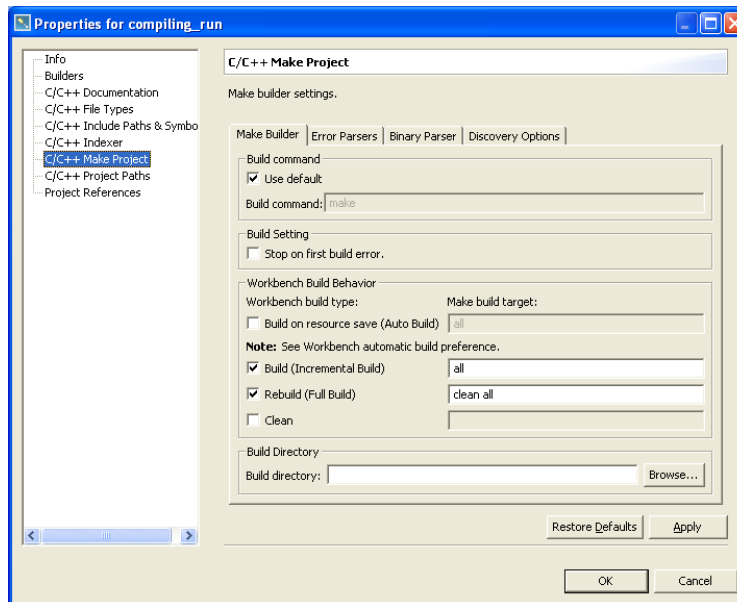 Properties for compiling_run
Info
Builders
C/C++ Documentation
C/C++ File Types
C/C++ Include Paths & Symbo
C/C++ Indexer
C/C++ Make Project
C/C++ Project Paths
Project References
C/C++ Make Project
Make builder settings.
Make Builder Error Parsers Binary Parser Discovery Options
Build command
Use default
Build command: make
Build Setting
Stop on first build error.
Workbench Build Behavior
Workbench build type: Make build target:
Build on resource save (Auto Build) all
Note: See Workbench automatic build preference.
Build (Incremental Build) all
Rebuild (Full Build) clean all
Clean
Build Directory
Build directory: Browse...
Restore Defaults Apply
OK Cancel